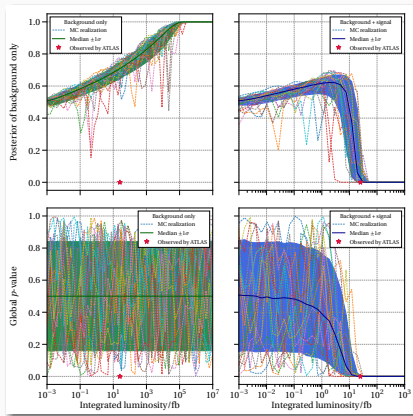 Background only
MC realization
Median ± 1σ
Observed by ATLAS
Background + signal
MC realization
Median ± 1σ
Observed by ATLAS
Posterior of background only
1.0
0.8
0.6
0.4
0.2
0.0
Background only
MC realization
Median ± 1σ
Observed by ATLAS
Background + signal
MC realization
Median ± 1σ
Observed by ATLAS
Global p-value
1.0
0.8
0.6
0.4
0.2
0.0
10⁻³ 10⁻¹ 10¹ 10³ 10⁵ 10⁷
10⁻³ 10⁻² 10⁻¹ 10⁰ 10¹ 10² 10³
Integrated luminosity/fb
Integrated luminosity/fb